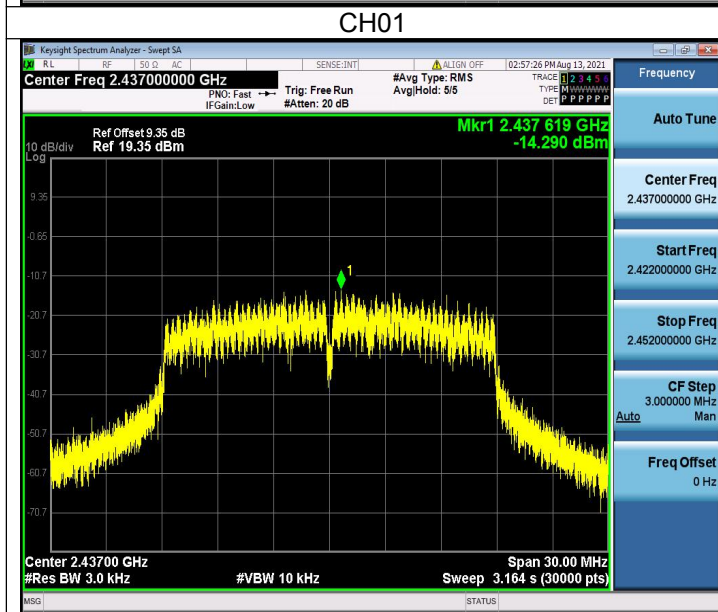 CH01
Keysight Spectrum Analyzer - Swept SA
RL RF 50 Ω AC SENSE:INT ALIGN OFF 02:57:26 PM Aug 13, 2021
Center Freq 2.437000000 GHz
PNO: Fast
IFGain:Low
Trig: Free Run
#Atten: 20 dB
#Avg Type: RMS
Avg|Hold: 5/5
TRACE 1 2 3 4 5 6
TYPE M W W W W W
DET P P P P P P
Frequency
Ref Offset 9.35 dB
10 dB/div Ref 19.35 dBm
Log
Mkr1 2.437 619 GHz
-14.290 dBm
9.35
-0.65
-10.7
-20.7
-30.7
-40.7
-50.7
-60.7
-70.7
1
Center 2.43700 GHz Span 30.00 MHz
#Res BW 3.0 kHz #VBW 10 kHz Sweep 3.164 s (30000 pts)
MSG STATUS
Auto Tune
Center Freq
2.437000000 GHz
Start Freq
2.422000000 GHz
Stop Freq
2.452000000 GHz
CF Step
3.000000 MHz
Auto Man
Freq Offset
0 Hz